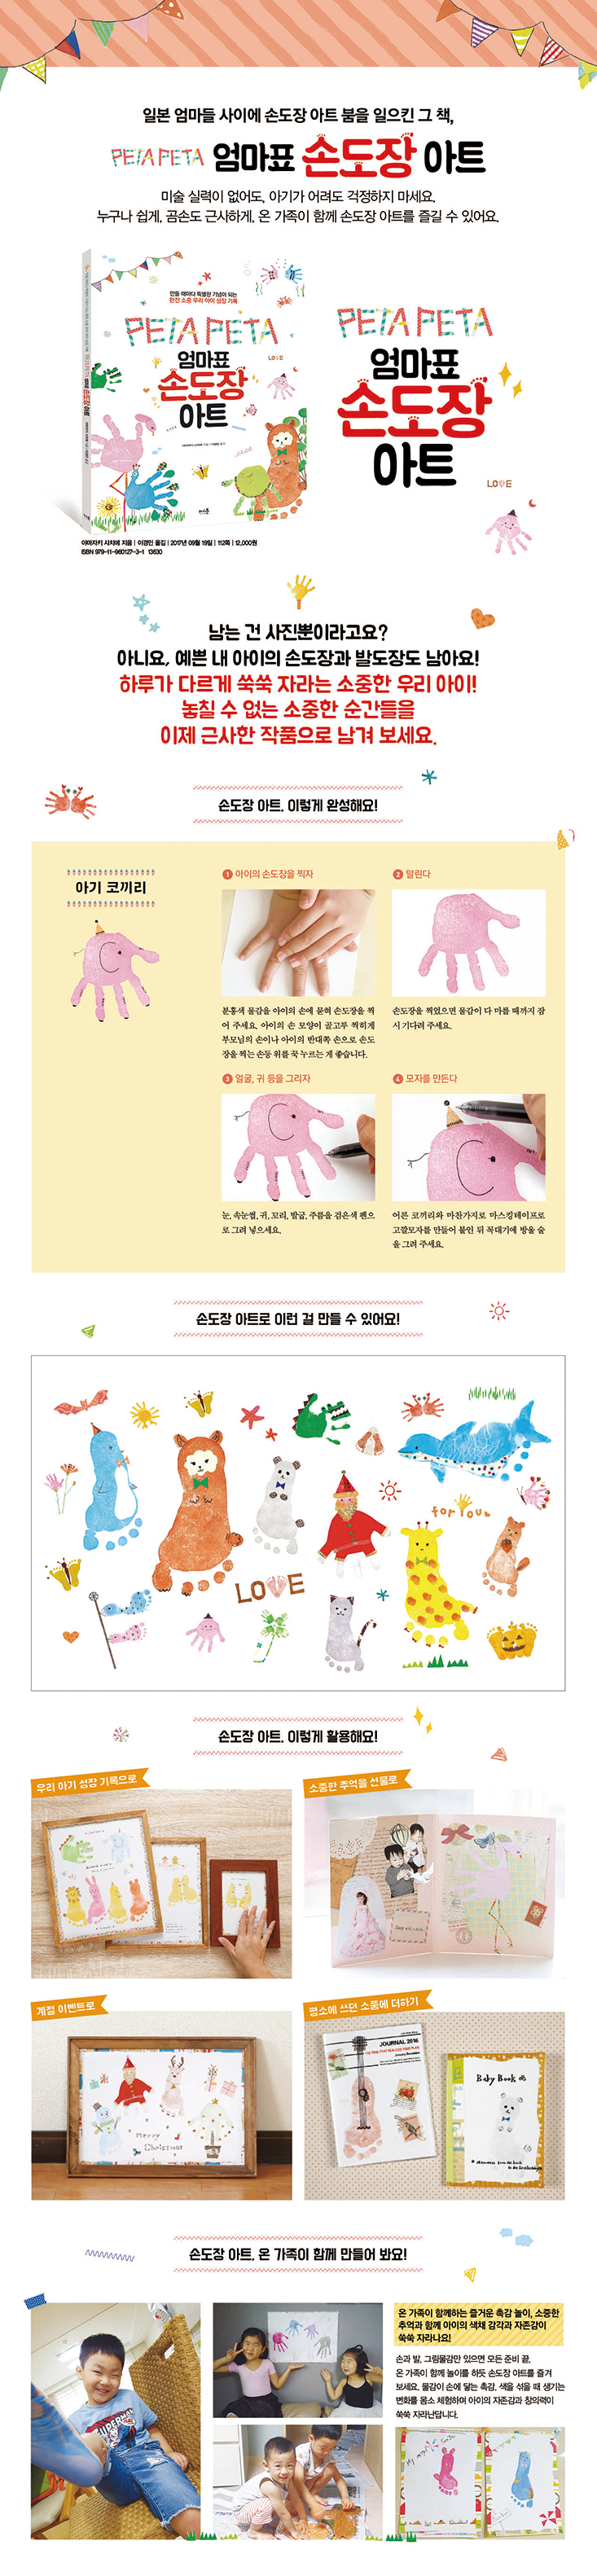 일본 엄마들 사이에 손도장 아트 붐을 일으킨 그 책,
PETA PETA 엄마표 손도장 아트
미술 실력이 없어도, 아기가 어려도 걱정하지 마세요.
누구나 쉽게, 곰손도 근사하게, 온 가족이 함께 손도장 아트를 즐길 수 있어요.
만들 때마다 특별한 기념이 되는
완전 소중 우리 아이 성장 기록
PETA PETA
엄마표
손도장
아트
LOVE
PETA PETA
엄마표
손도장
아트
LOVE
야마자키 사치에 지음 | 이경민 옮김 | 2017년 09월 19일 | 112쪽 | 12,000원
ISBN 979-11-960127-3-1 13630
남는 건 사진뿐이라고요?
아니요, 예쁜 내 아이의 손도장과 발도장도 남아요!
하루가 다르게 쑥쑥 자라는 소중한 우리 아이!
놓칠 수 없는 소중한 순간들을
이제 근사한 작품으로 남겨 보세요.
손도장 아트, 이렇게 완성해요!
아기 코끼리
1 아이의 손도장을 찍자
분홍색 물감을 아이의 손에 묻혀 손도장을 찍
어 주세요. 아이의 손 모양이 골고루 찍히게
부모님의 손이나 아이의 반대쪽 손으로 손도
장을 찍는 손등 위를 꾹 누르는 게 좋습니다.
2 말린다
손도장을 찍었으면 물감이 다 마를 때까지 잠
시 기다려 주세요.
3 얼굴, 귀 등을 그리자
눈, 속눈썹, 귀, 꼬리, 발굽, 주름을 검은색 펜으
로 그려 넣으세요.
4 모자를 만든다
어른 코끼리와 마찬가지로 마스킹테이프로
고깔모자를 만들어 붙인 뒤 꼭대기에 방울 술
을 그려 주세요.
손도장 아트로 이런 걸 만들 수 있어요!
for You
LOVE
손도장 아트, 이렇게 활용해요!
우리 아기 성장 기록으로
소중한 추억을 선물로
계절 이벤트로
Merry
Christmas
평소에 쓰던 소품에 더하기
JOURNAL 2016
Baby Book
손도장 아트, 온 가족이 함께 만들어 봐요!
온 가족이 함께하는 즐거운 촉감 놀이, 소중한
추억과 함께 아이의 색채 감각과 자존감이
쑥쑥 자라나요!
손과 발, 그림물감만 있으면 모든 준비 끝.
온 가족이 함께 놀이를 하듯 손도장 아트를 즐겨
보세요. 물감이 손에 닿는 촉감, 색을 섞을 때 생기는
변화를 몸소 체험하며 아이의 자존감과 창의력이
쑥쑥 자라난답니다.